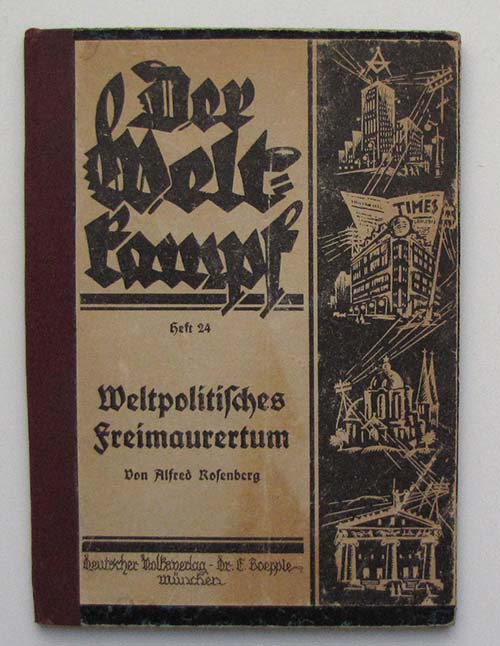 Der
Welt=
kampf
Heft 24
Weltpolitisches
Freimaurertum
Von Alfred Rosenberg
Deutscher Volksverlag - Dr. E. Boepple -
München
TIMES